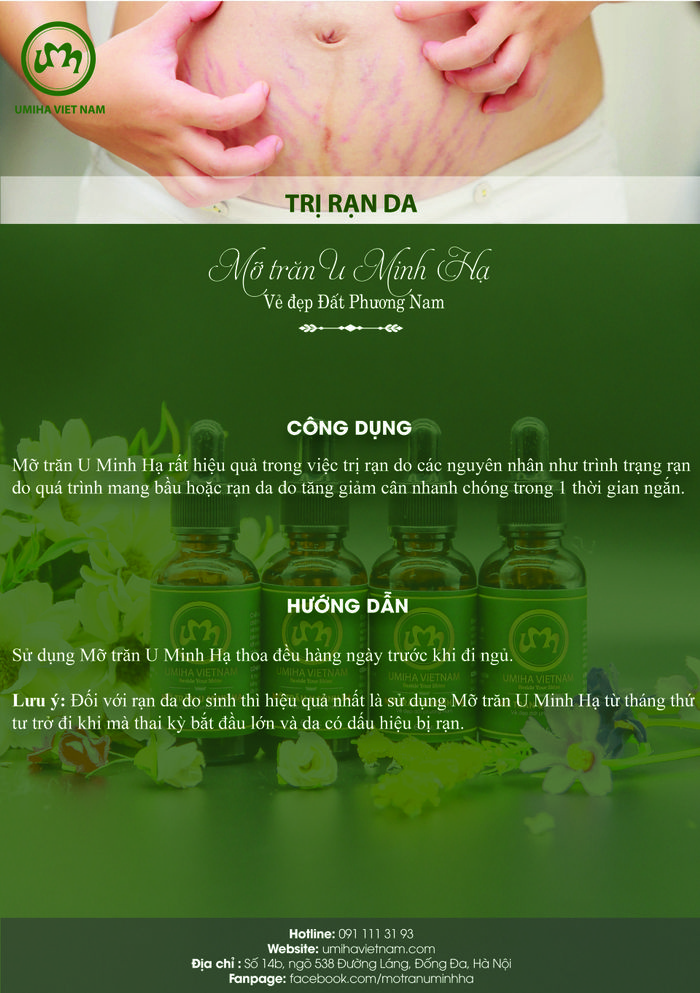 UMIHA VIET NAM
TRỊ RẠN DA
Mỡ trăn U Minh Hạ
Vẻ đẹp Đất Phương Nam
CÔNG DỤNG
Mỡ trăn U Minh Hạ rất hiệu quả trong việc trị rạn do các nguyên nhân như trình trạng rạn
do quá trình mang bầu hoặc rạn da do tăng giảm cân nhanh chóng trong 1 thời gian ngắn.
HƯỚNG DẪN
Sử dụng Mỡ trăn U Minh Hạ thoa đều hàng ngày trước khi đi ngủ.
UMIHA VIETNAM
UMIHA VIETNAM
UMIHA VIETNAM
UMIHA VIETNAM
Lưu ý: Đối với rạn da do sinh thì hiệu quả nhất là sử dụng Mỡ trăn U Minh Hạ từ tháng thứ
tư trở đi khi mà thai kỳ bắt đầu lớn và da có dấu hiệu bị rạn.
Hotline: 091 111 31 93
Website: umihavietnam.com
Địa chỉ : Số 14b, ngõ 538 Đường Láng, Đống Đa, Hà Nội
Fanpage: facebook.com/motranuminhha